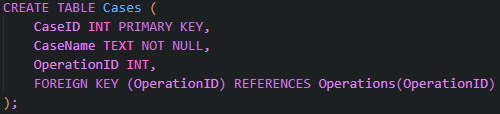 CREATE TABLE Cases (
    CaseID INT PRIMARY KEY,
    CaseName TEXT NOT NULL,
    OperationID INT,
    FOREIGN KEY (OperationID) REFERENCES Operations(OperationID)
);